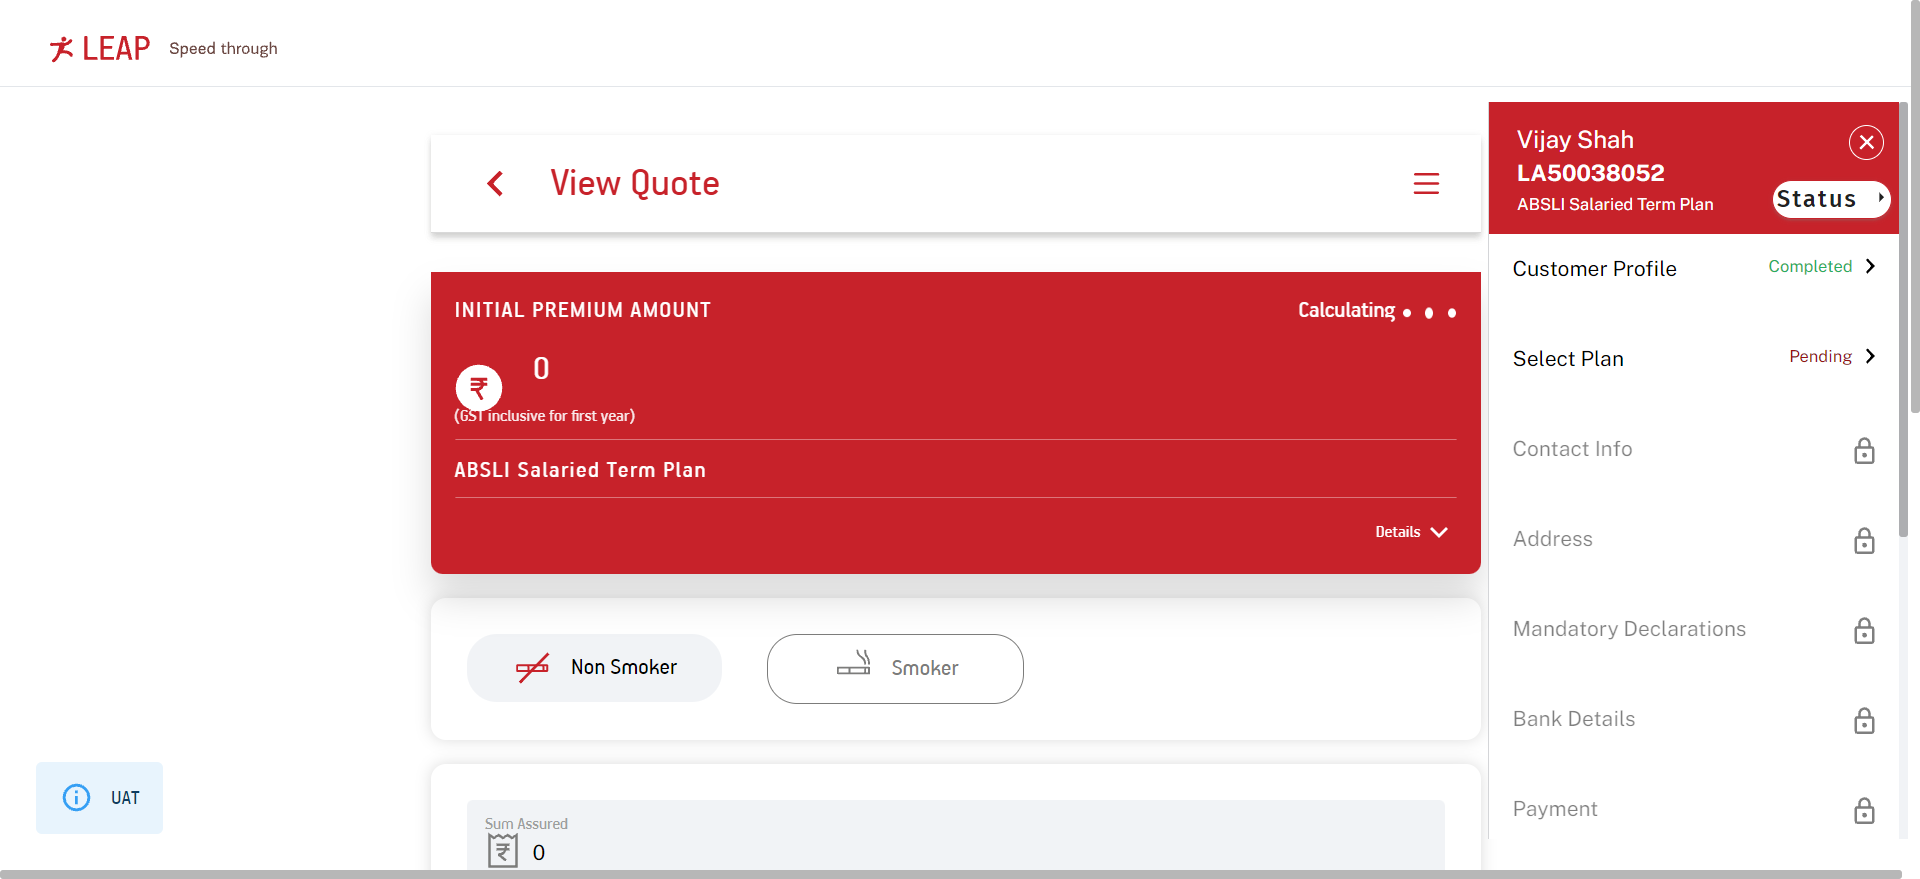 LEAP Speed through
View Quote
INITIAL PREMIUM AMOUNT
Calculating
0
(GST inclusive for first year)
ABSLI Salaried Term Plan
Details
Non Smoker
Smoker
Sum Assured
0
UAT
Vijay Shah
LA50038052
ABSLI Salaried Term Plan
Status
Customer Profile Completed
Select Plan Pending
Contact Info
Address
Mandatory Declarations
Bank Details
Payment